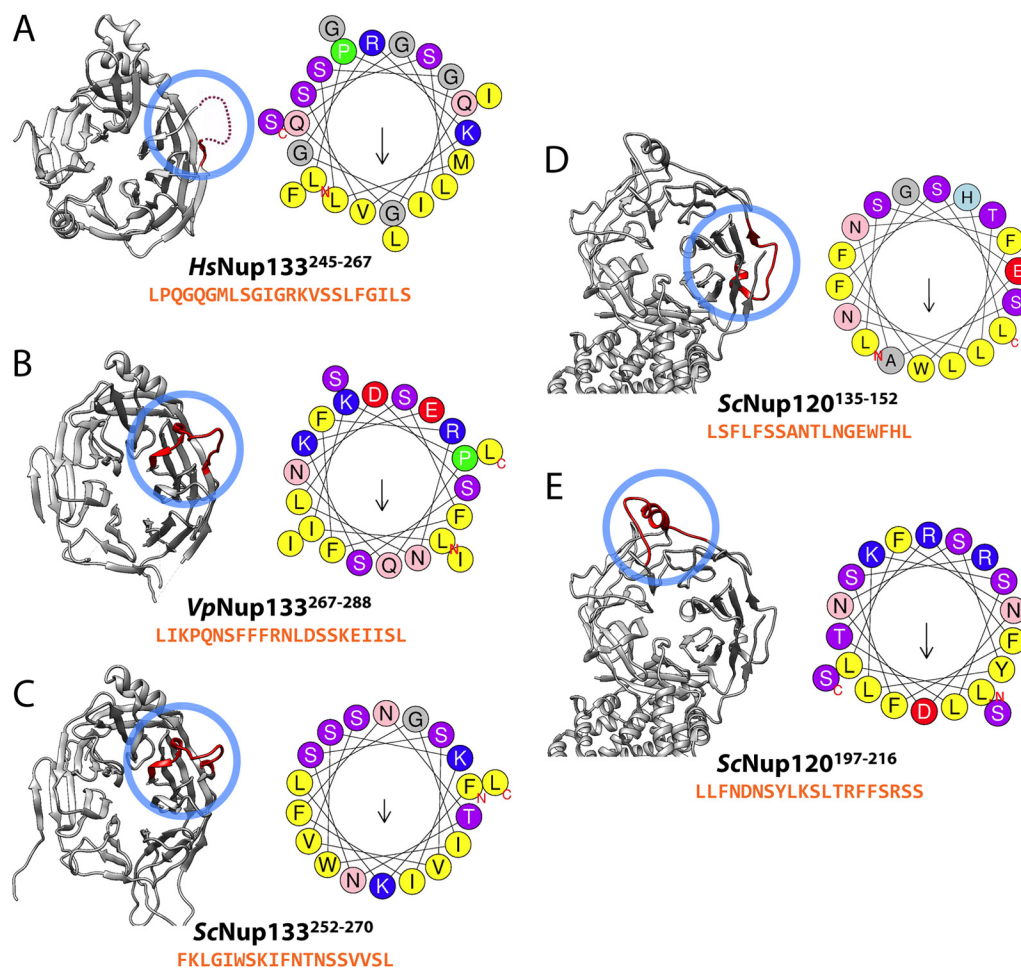 A
G
P R G
S S
S G
Q I
S C Q K
G M
F L N L V G I L
L
HsNup133²⁴⁵⁻²⁶⁷
LPQGQGMLSGIGRKVSSLFGILS
B
S
K D S E
F R
K P L C
N S
L F
I I F S Q N L N I
VpNup133²⁶⁷⁻²⁸⁸
LIKPQNSFFFRNLDSSKEIISL
C
S N G
S S
S K
L F N L C
F T
V I
W V
N K I
ScNup133²⁵²⁻²⁷⁰
FKLGIWSKIFNTNSSVVSL
D
G S H
S T
N F
F E
F S
N L C
L N A W L L
ScNup120¹³⁵⁻¹⁵²
LSFLFSSANTLNGEWFHL
E
F R S
K R
S S
N N
T F
S C L Y
L F D L L N S
ScNup120¹⁹⁷⁻²¹⁶
LLFNDNSYLKSLTRFFSRSS